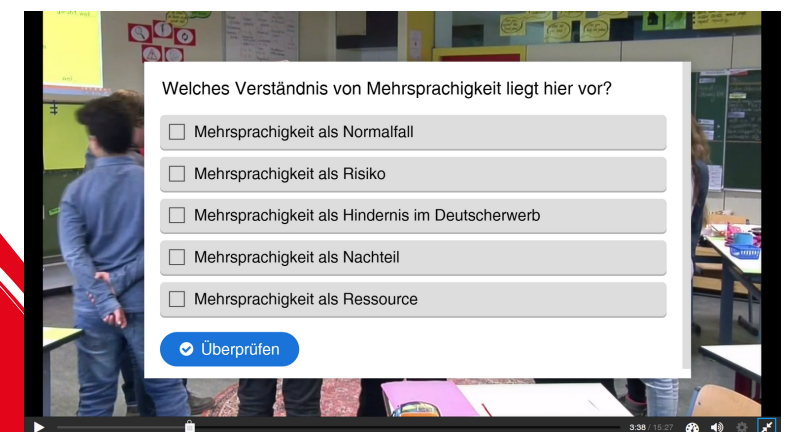 Welches Verständnis von Mehrsprachigkeit liegt hier vor?
Mehrsprachigkeit als Normalfall
Mehrsprachigkeit als Risiko
Mehrsprachigkeit als Hindernis im Deutscherwerb
Mehrsprachigkeit als Nachteil
Mehrsprachigkeit als Ressource
Überprüfen
3:38 / 15:27